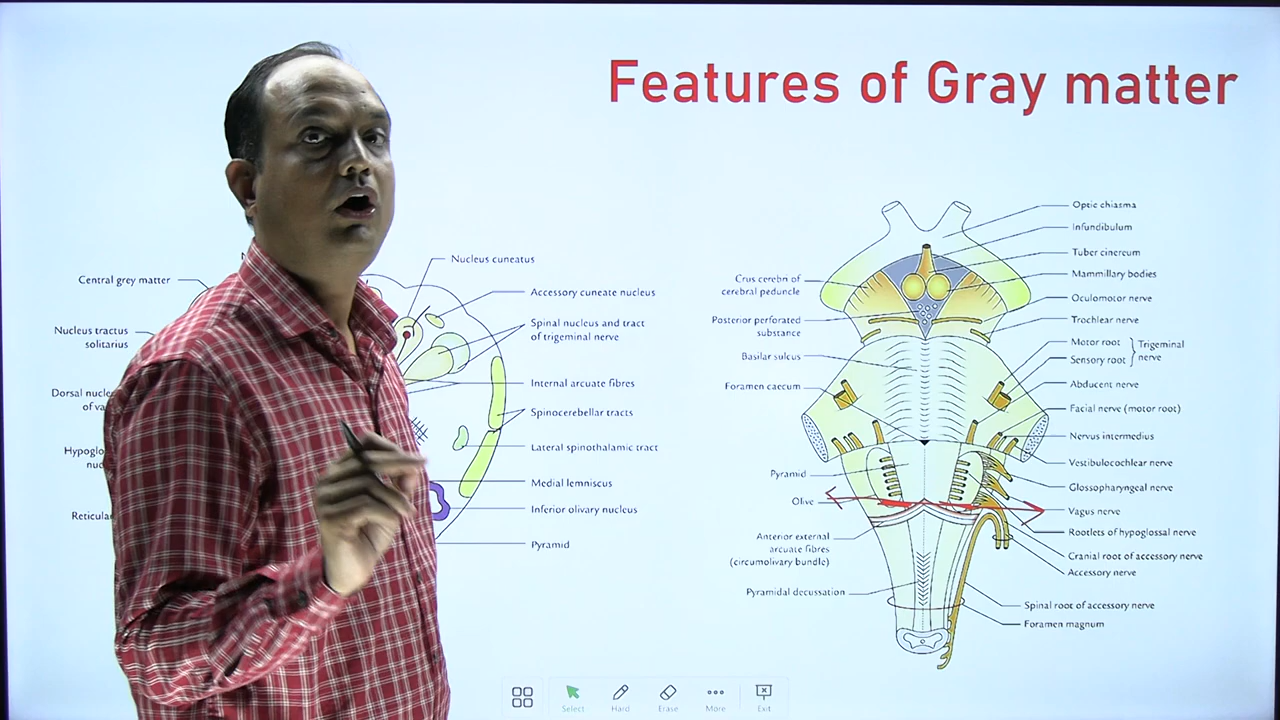 Features of Gray matter
Nucleus cuneatus
Central grey matter
Accessory cuneate nucleus
Nucleus tractus
solitarius
Spinal nucleus and tract
of trigeminal nerve
Dorsal nucle
of va
Internal arcuate fibres
Spinocerebellar tracts
Hypoglo
nuc
Lateral spinothalamic tract
Medial lemniscus
Reticular
Inferior olivary nucleus
Pyramid
Optic chiasma
Infundibulum
Tuber cinereum
Mammillary bodies
Oculomotor nerve
Trochlear nerve
Motor root
Sensory root
Trigeminal
nerve
Abducent nerve
Facial nerve (motor root)
Nervus intermedius
Vestibulocochlear nerve
Glossopharyngeal nerve
Vagus nerve
Rootlets of hypoglossal nerve
Cranial root of accessory nerve
Accessory nerve
Spinal root of accessory nerve
Foramen magnum
Crus cerebri of
cerebral peduncle
Posterior perforated
substance
Basilar sulcus
Foramen caecum
Pyramid
Olive
Anterior external
arcuate fibres
(circumolivary bundle)
Pyramidal decussation
Select
Hard
Erase
More
Exit